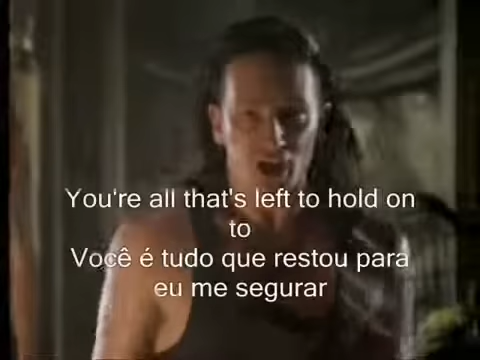 You're all that's left to hold on
to
Você é tudo que restou para
eu me segurar